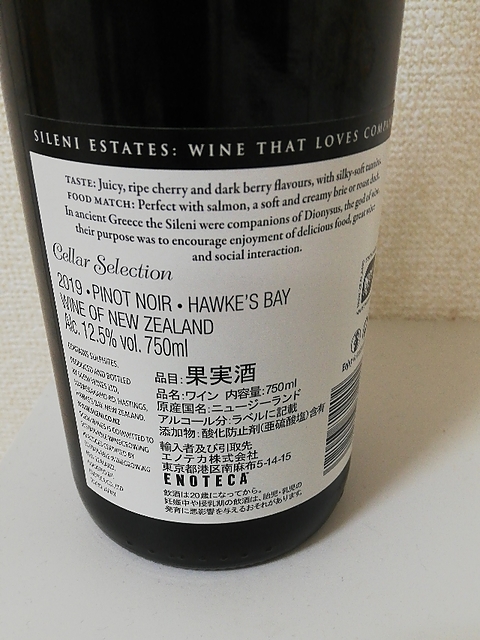 SILENI ESTATES: WINE THAT LOVES
TASTE: Juicy, ripe cherry and dark berry flavours, with silky-soft tannins.
FOOD MATCH: Perfect with salmon, a soft and creamy brie or roast duck.
In ancient Greece the Sileni were companions of Dionysus, the god of wine,
their purpose was to encourage enjoyment of delicious food, great wine
and social interaction.
Cellar Selection
2019 • PINOT NOIR • HAWKE'S BAY
WINE OF NEW ZEALAND
Alc. 12.5% vol. 750ml
CONTAINS SULPHITES.
PRODUCED AND BOTTLED
HASTINGS,
HAWKE'S BAY, NEW ZEALAND.
IS COMMITTED TO
SUSTAINABLE WINEGROWING
品目:果実酒
品名:ワイン 内容量:750ml
原産国名:ニュージーランド
アルコール分:ラベルに記載
添加物:酸化防止剤(亜硫酸塩)含有
輸入者及び引取先
エノテカ株式会社
東京都港区南麻布5-14-15
ENOTECA
飲酒は20歳になってから。
妊娠中や授乳期の飲酒は、胎児・乳児の
発育に悪影響を与えるおそれがあります。